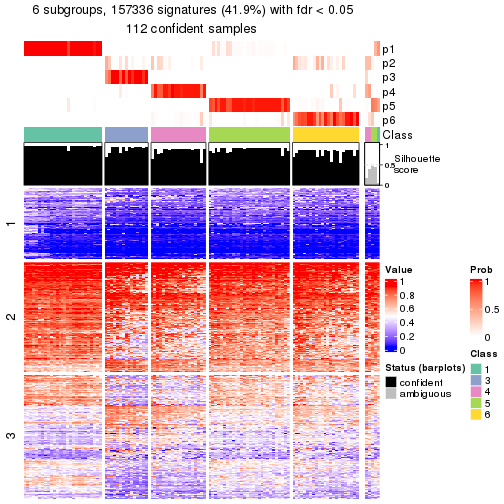 6 subgroups, 157336 signatures (41.9%) with fdr < 0.05
112 confident samples
p1
p2
p3
p4
p5
p6
Class
1
0.5
0
Silhouette
score
1
2
3
Value
1
0.8
0.6
0.4
0.2
0
Status (barplots)
confident
ambiguous
Prob
1
0.5
0
Class
1
3
4
5
6